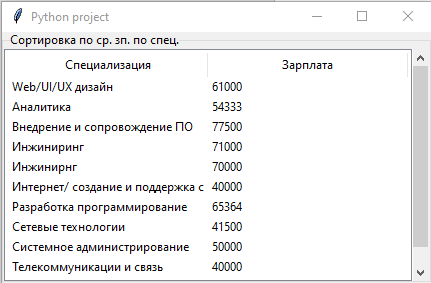 Python project
Сортировка по ср. зп. по спец.
Специализация Зарплата
Web/UI/UX дизайн 61000
Аналитика 54333
Внедрение и сопровождение ПО 77500
Инжиниринг 71000
Инжинирнг 70000
Интернет/ создание и поддержка с 40000
Разработка программирование 65364
Сетевые технологии 41500
Системное администрирование 50000
Телекоммуникации и связь 40000